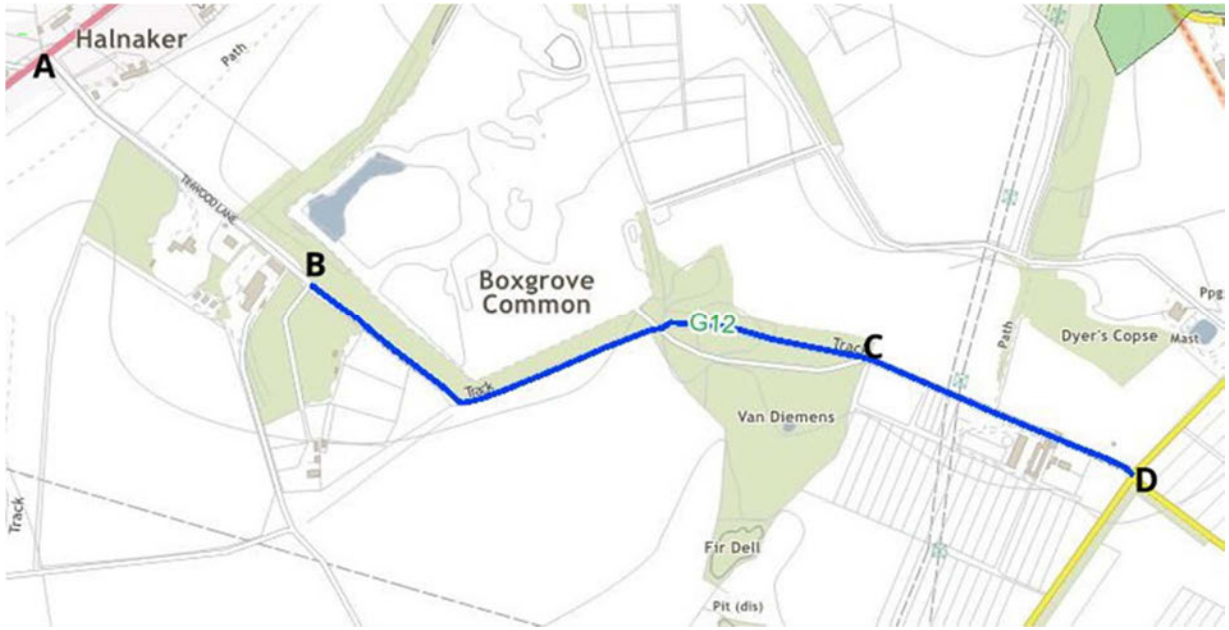 Halnaker
A
Path
TINWOOD LANE
B
Boxgrove
Common
G12
Track
C
Track
Path
Dyer's Copse
Mast
Ppg
Van Diemens
D
Track
Fir Dell
Pit (dis)